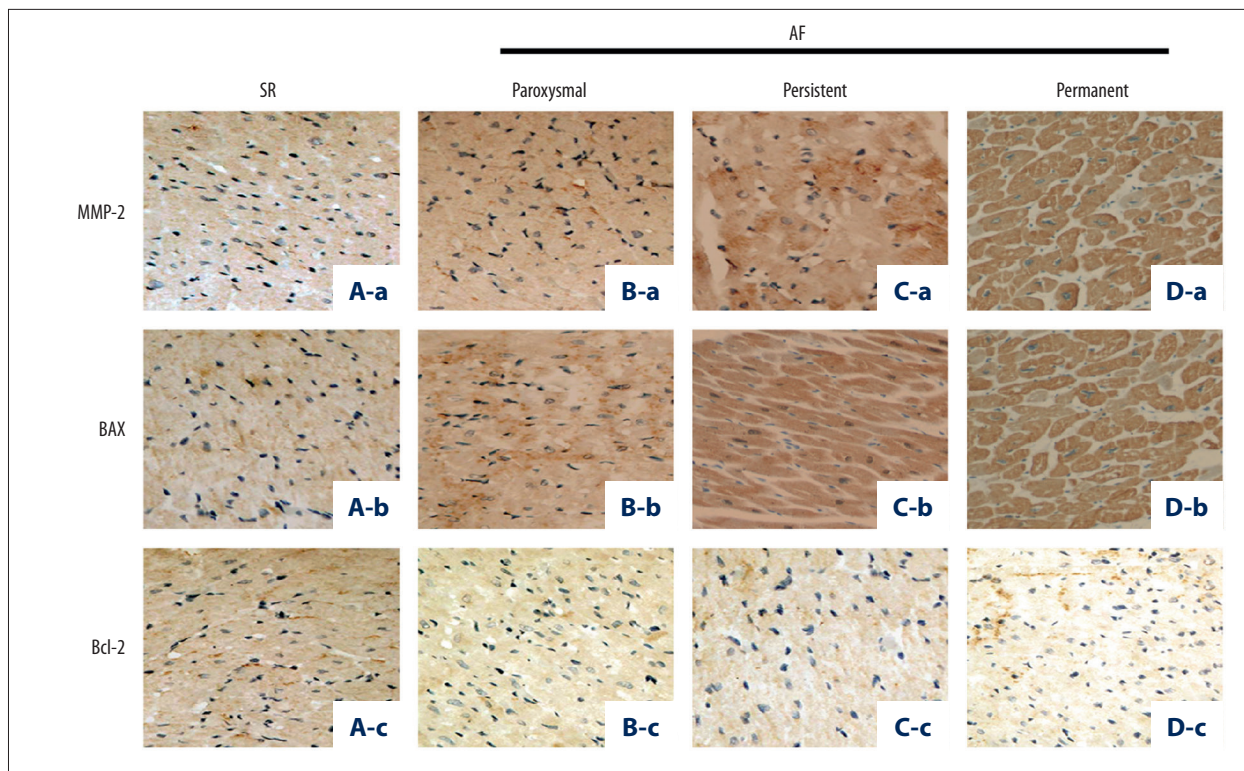 AF
SR Paroxysmal Persistent Permanent
MMP-2
A-a B-a C-a D-a
BAX
A-b B-b C-b D-b
Bcl-2
A-c B-c C-c D-c